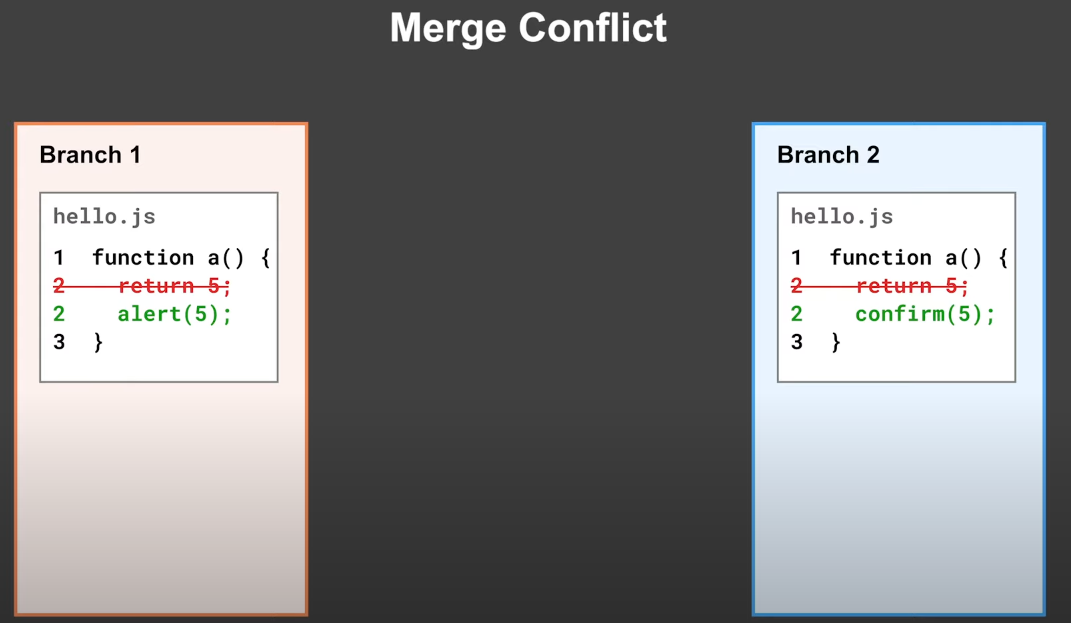 Merge Conflict
Branch 1
hello.js
1  function a() {
2    return 5;
2    alert(5);
3  }
Branch 2
hello.js
1  function a() {
2    return 5;
2    confirm(5);
3  }